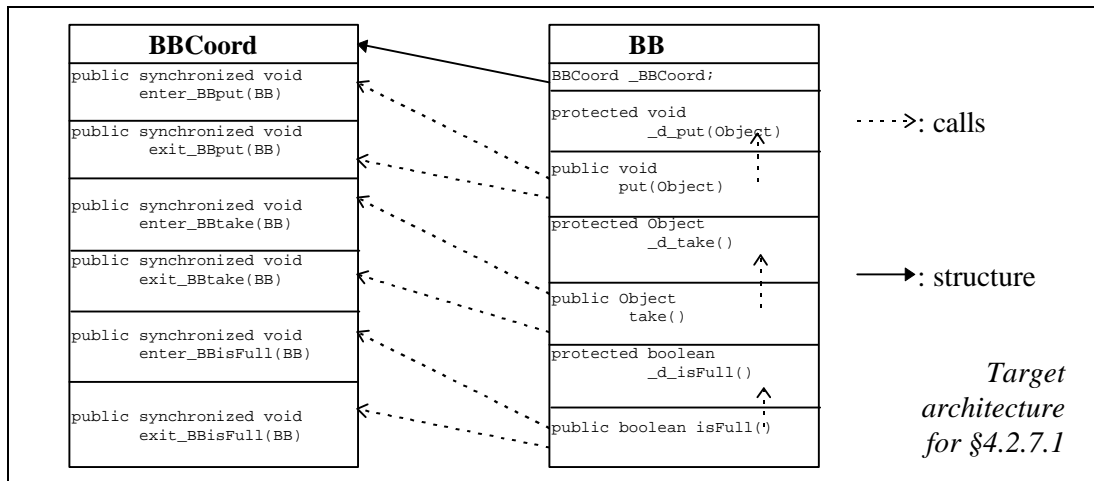 BBCoord
public synchronized void
enter_BBput(BB)
public synchronized void
exit_BBput(BB)
public synchronized void
enter_BBtake(BB)
public synchronized void
exit_BBtake(BB)
public synchronized void
enter_BBisFull(BB)
public synchronized void
exit_BBisFull(BB)
BB
BBCoord _BBCoord;
protected void
_d_put(Object)
public void
put(Object)
protected Object
_d_take()
public Object
take()
protected boolean
_d_isFull()
public boolean isFull()
: calls
: structure
Target
architecture
for §4.2.7.1